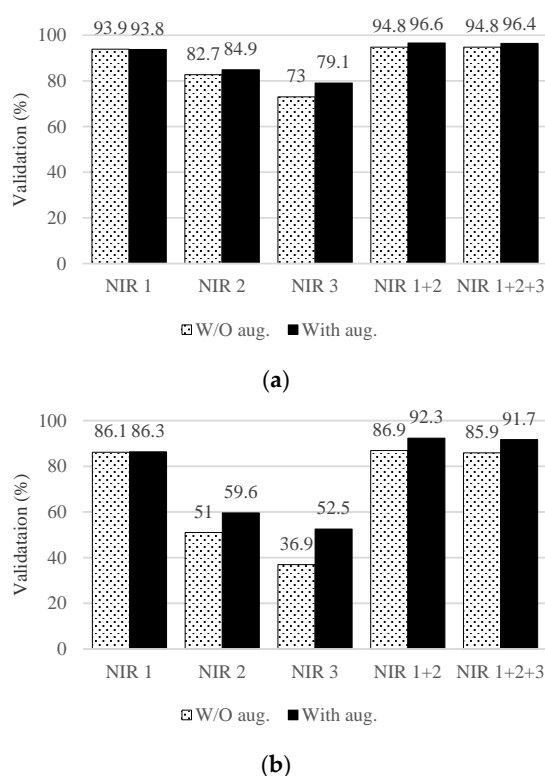 93.9 93.8 82.7 84.9 73 79.1 94.8 96.6 94.8 96.4
100
80
60
40
20
0
Validation (%)
NIR 1 NIR 2 NIR 3 NIR 1+2 NIR 1+2+3
W/O aug. With aug.
(a)
86.1 86.3 51 59.6 36.9 52.5 86.9 92.3 85.9 91.7
100
80
60
40
20
0
Validataion (%)
NIR 1 NIR 2 NIR 3 NIR 1+2 NIR 1+2+3
W/O aug. With aug.
(b)